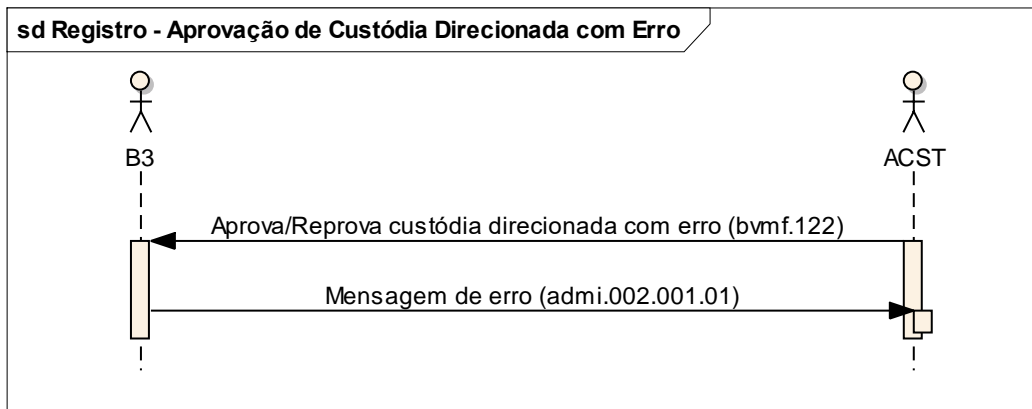 sd Registro - Aprovação de Custódia Direcionada com Erro
B3
ACST
Aprova/Reprova custódia direcionada com erro (bvmf.122)
Mensagem de erro (admi.002.001.01)